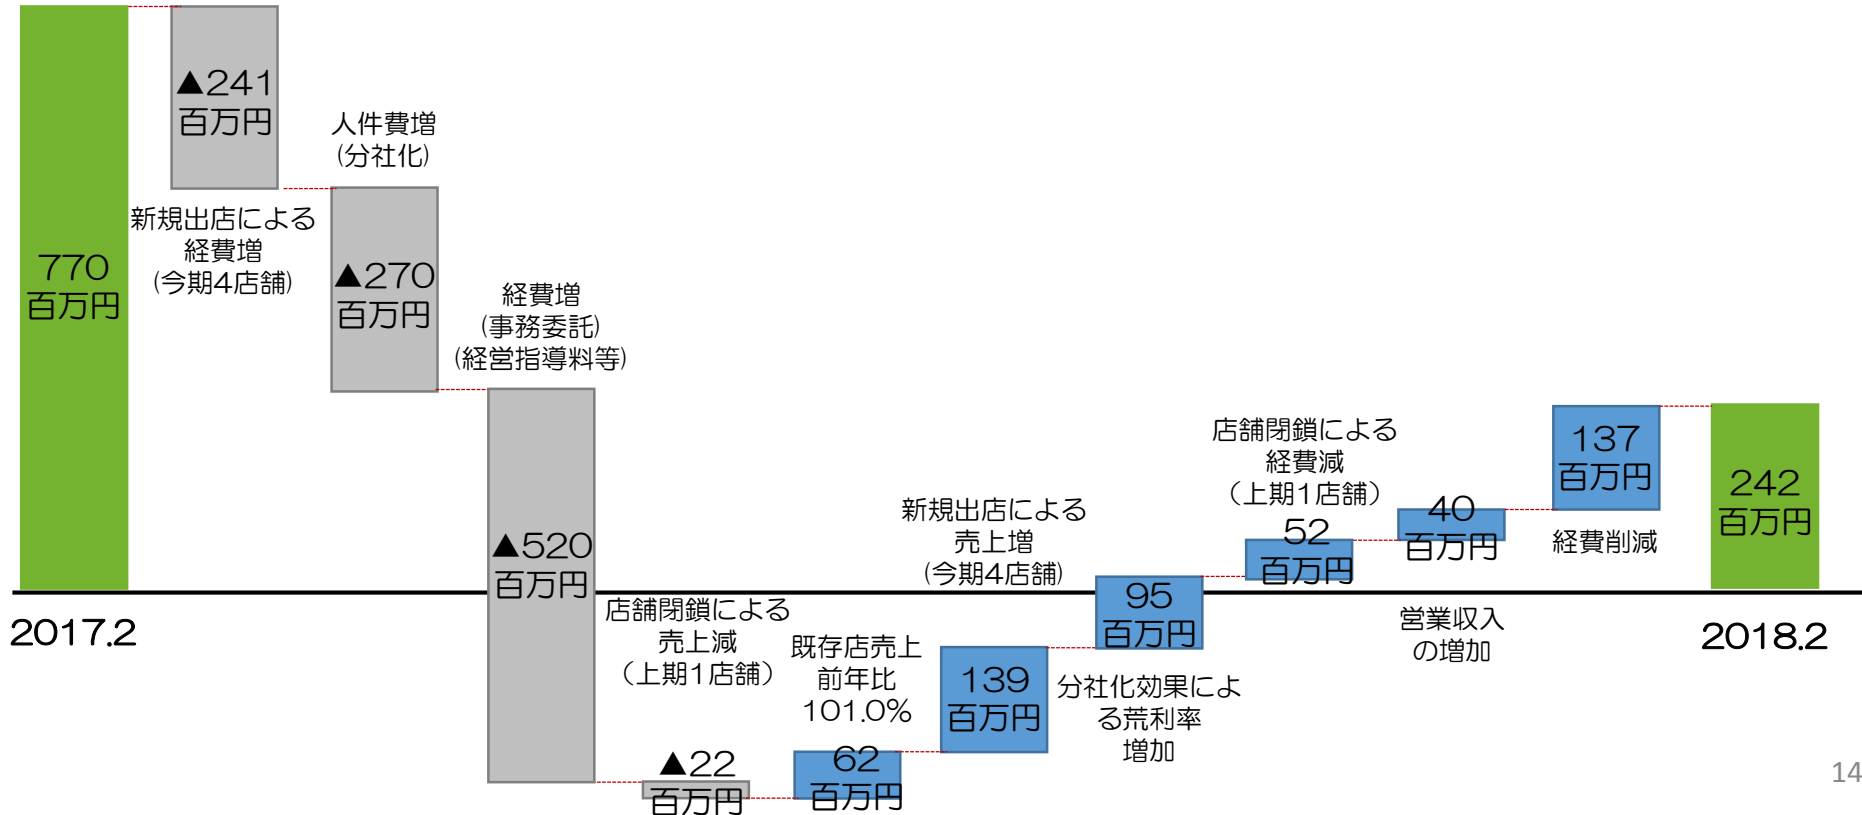 ▲241
百万円
新規出店による
経費増
(今期4店舗)
770
百万円
2017.2
人件費増
(分社化)
▲270
百万円
経費増
(事務委託)
(経営指導料等)
▲520
百万円
店舗閉鎖による
売上減
(上期1店舗)
▲22
百万円
既存店売上
前年比
101.0%
62
百万円
139
百万円
新規出店による
売上増
(今期4店舗)
95
百万円
分社化効果によ
る荒利率
増加
店舗閉鎖による
経費減
(上期1店舗)
52
百万円
40
百万円
営業収入
の増加
137
百万円
経費削減
242
百万円
2018.2
14